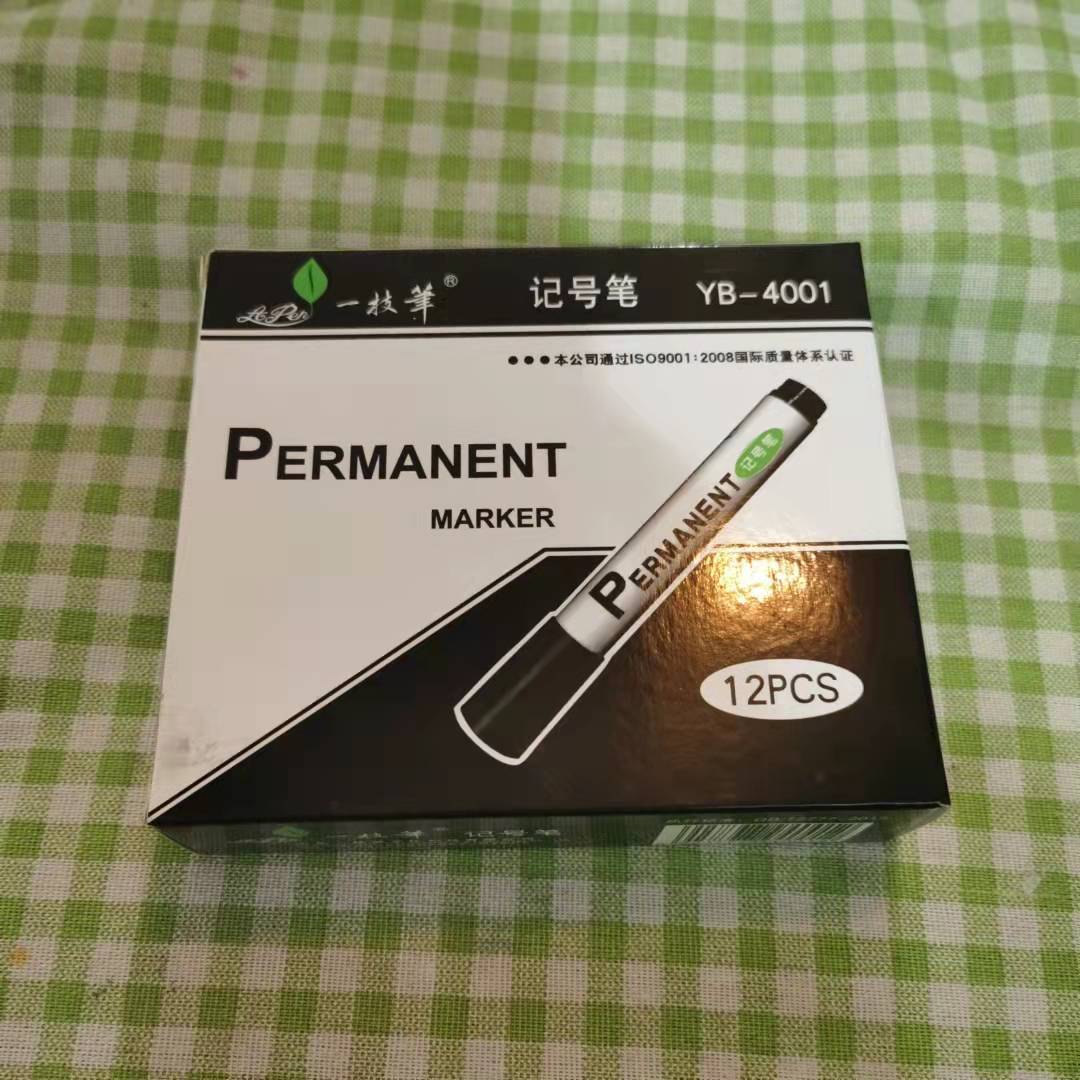 LePen 一枝筆® 记号笔 YB-4001
●●●本公司通过ISO9001:2008国际质量体系认证
PERMANENT
MARKER
记号笔
PERMANENT
12PCS
一枝筆® 记号笔